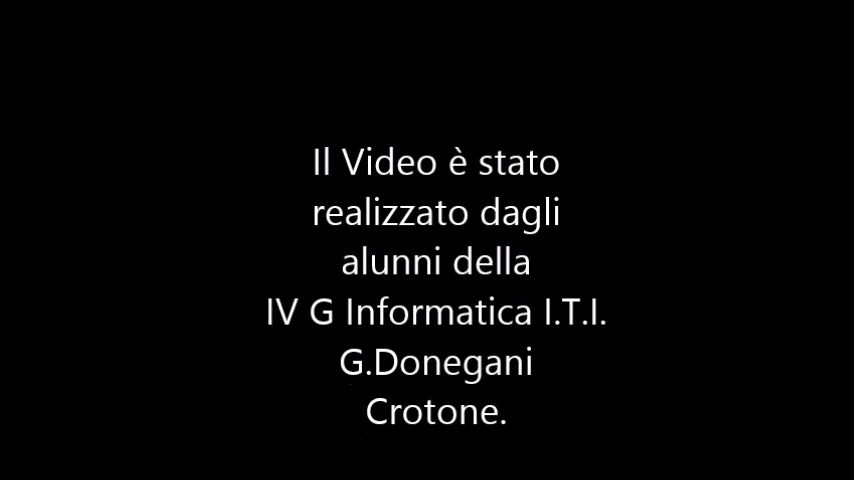 Il Video è stato
realizzato dagli
alunni della
IV G Informatica I.T.I.
G.Donegani
Crotone.